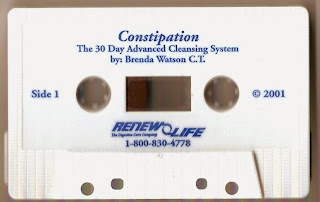 Constipation
The 30 Day Advanced Cleansing System
by: Brenda Watson C.T.
Side 1
© 2001
RENEW LIFE
The Digestive Care Company
1-800-830-4778